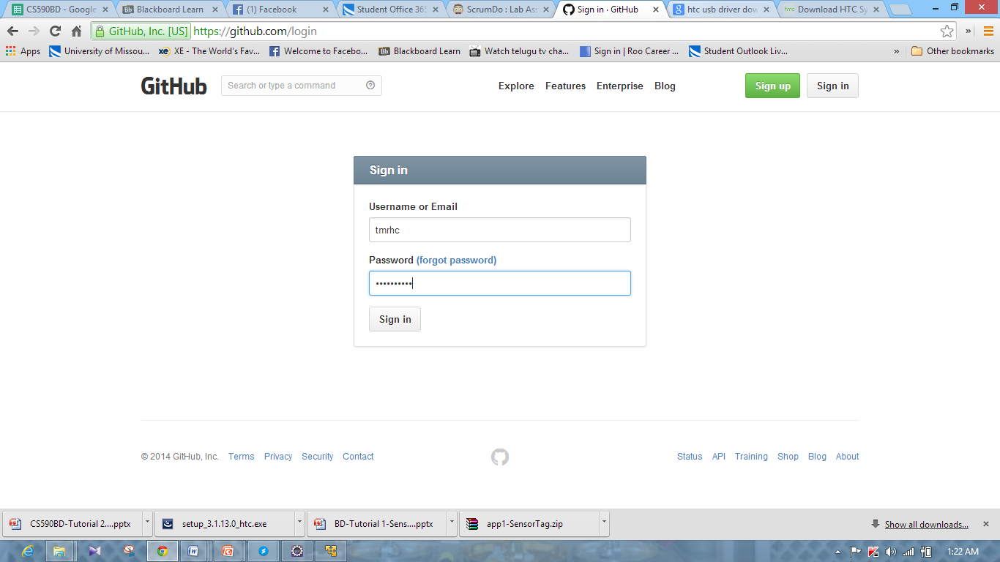 CS590BD - Google
Blackboard Learn
(1) Facebook
Student Office 365
ScrumDo : Lab Ass
Sign in · GitHub
htc usb driver dow
Download HTC Sy
GitHub, Inc. [US] https://github.com/login
Apps
University of Missou...
XE - The World's Fav...
Welcome to Facebo...
Blackboard Learn
Watch telugu tv cha...
Sign in | Roo Career ...
Student Outlook Liv...
»
Other bookmarks
GitHub
Search or type a command
Explore Features Enterprise Blog
Sign up
Sign in
Sign in
Username or Email
tmrhc
Password (forgot password)
••••••••••
Sign in
© 2014 GitHub, Inc. Terms Privacy Security Contact
Status API Training Shop Blog About
CS590BD-Tutorial 2....pptx
setup_3.1.13.0_htc.exe
BD-Tutorial 1-Sens....pptx
app1-SensorTag.zip
Show all downloads...
1:22 AM